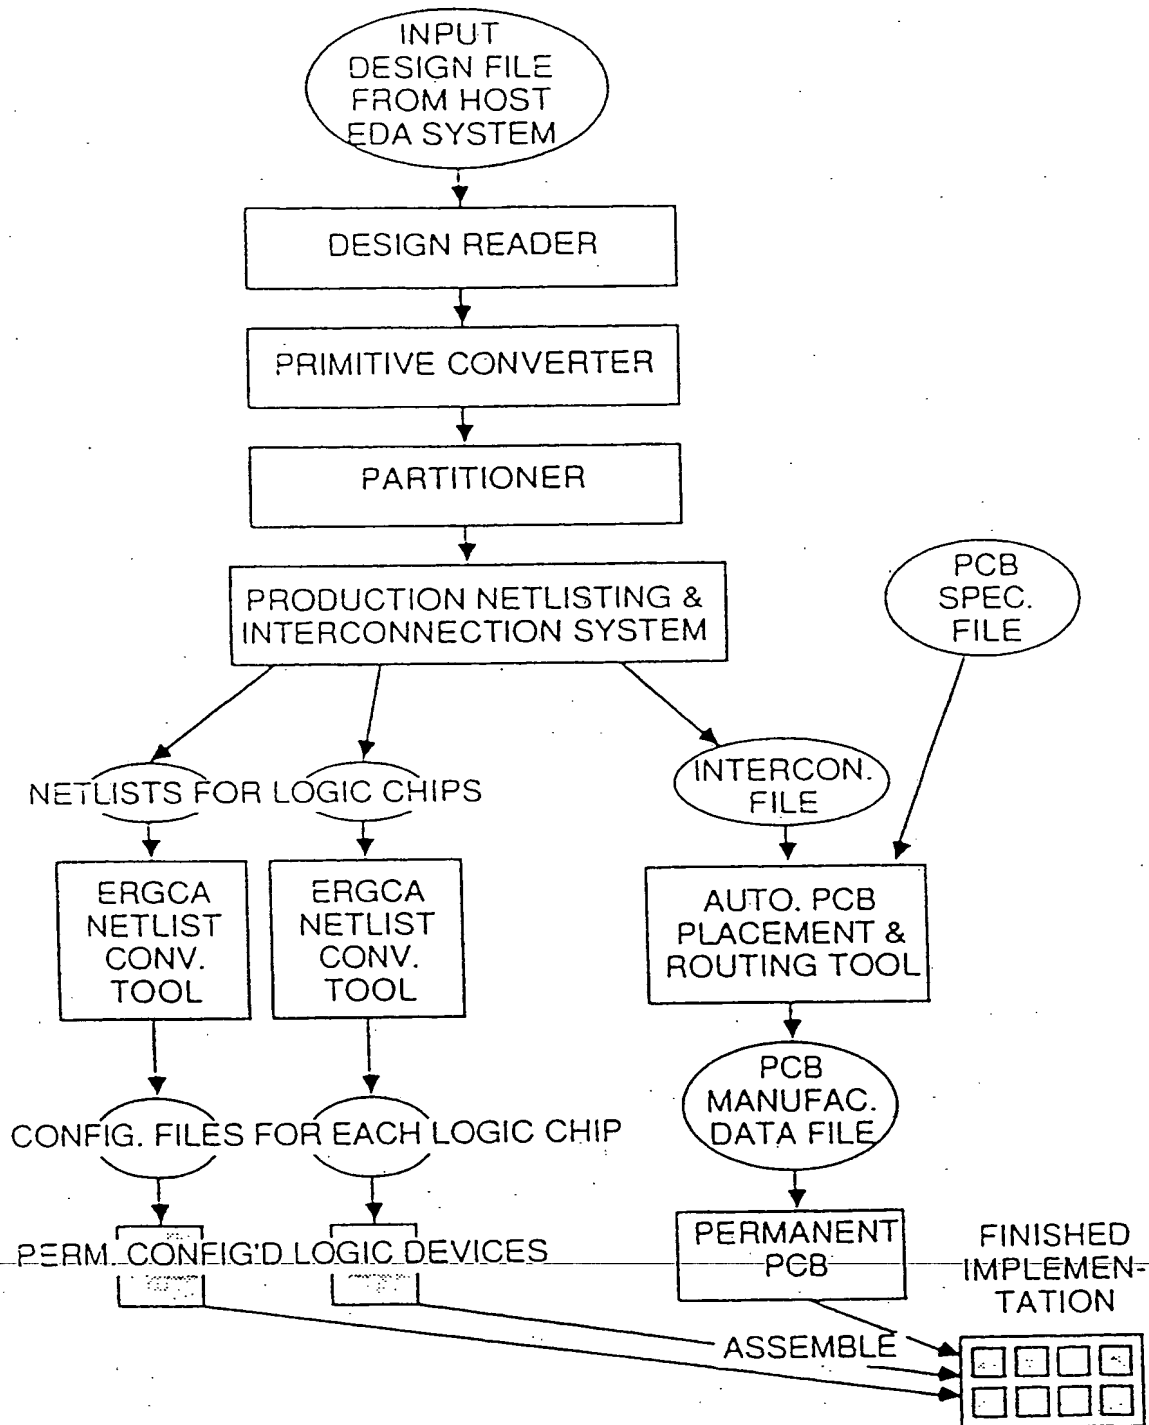 INPUT
DESIGN FILE
FROM HOST
EDA SYSTEM
DESIGN READER
PRIMITIVE CONVERTER
PARTITIONER
PRODUCTION NETLISTING &
INTERCONNECTION SYSTEM
PCB
SPEC.
FILE
NETLISTS FOR LOGIC CHIPS
INTERCON.
FILE
ERGCA
NETLIST
CONV.
TOOL
ERGCA
NETLIST
CONV.
TOOL
AUTO. PCB
PLACEMENT &
ROUTING TOOL
CONFIG. FILES FOR EACH LOGIC CHIP
PCB
MANUFAC.
DATA FILE
PERM. CONFIG'D LOGIC DEVICES
PERMANENT
PCB
FINISHED
IMPLEMEN-
TATION
ASSEMBLE